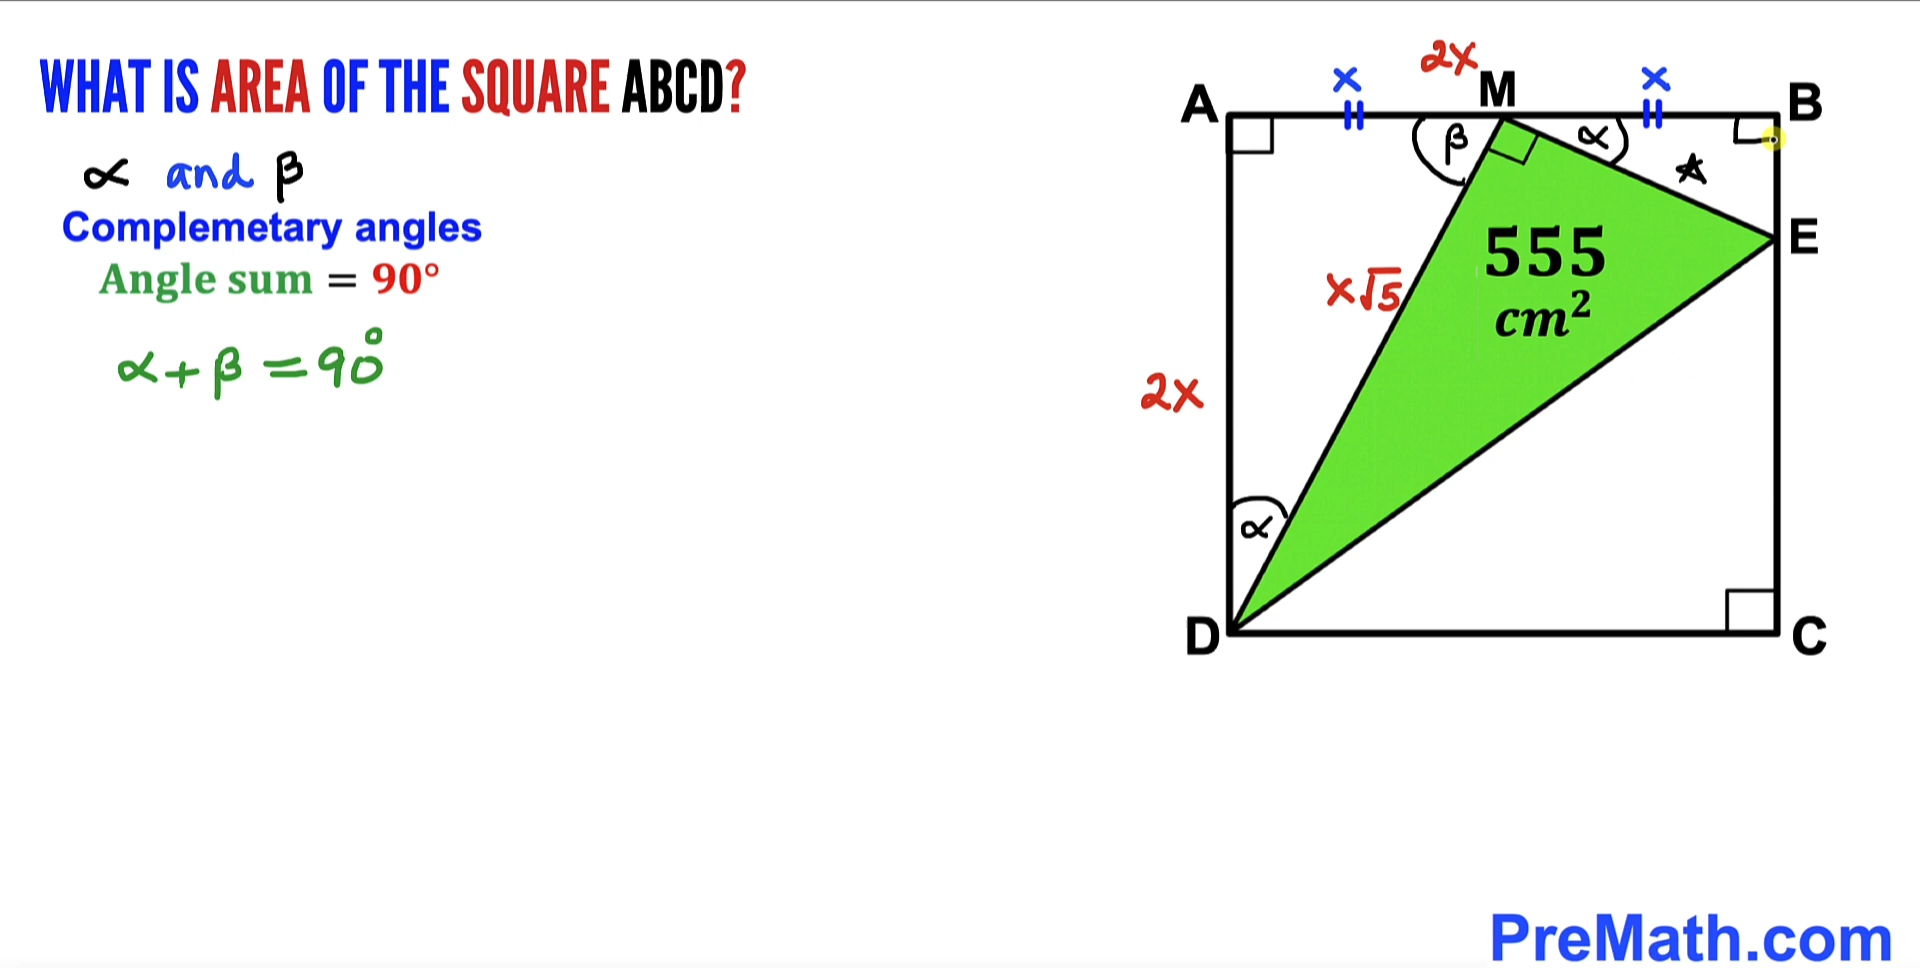 WHAT IS AREA OF THE SQUARE ABCD?
α and β
Complemetary angles
Angle sum = 90°
α+β=90°
2x
x
x
A
M
B
β
α
E
555
cm²
x√5
2x
α
D
C
PreMath.com